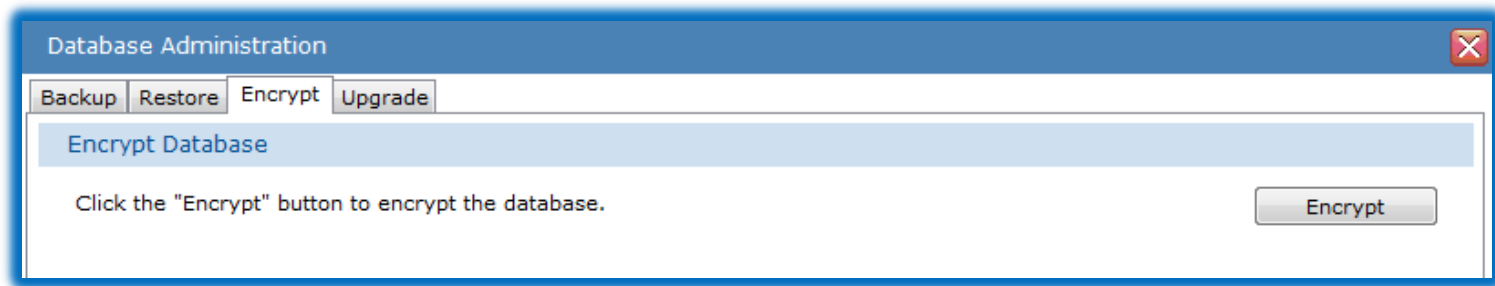 Database Administration
Backup Restore Encrypt Upgrade
Encrypt Database
Click the "Encrypt" button to encrypt the database. Encrypt